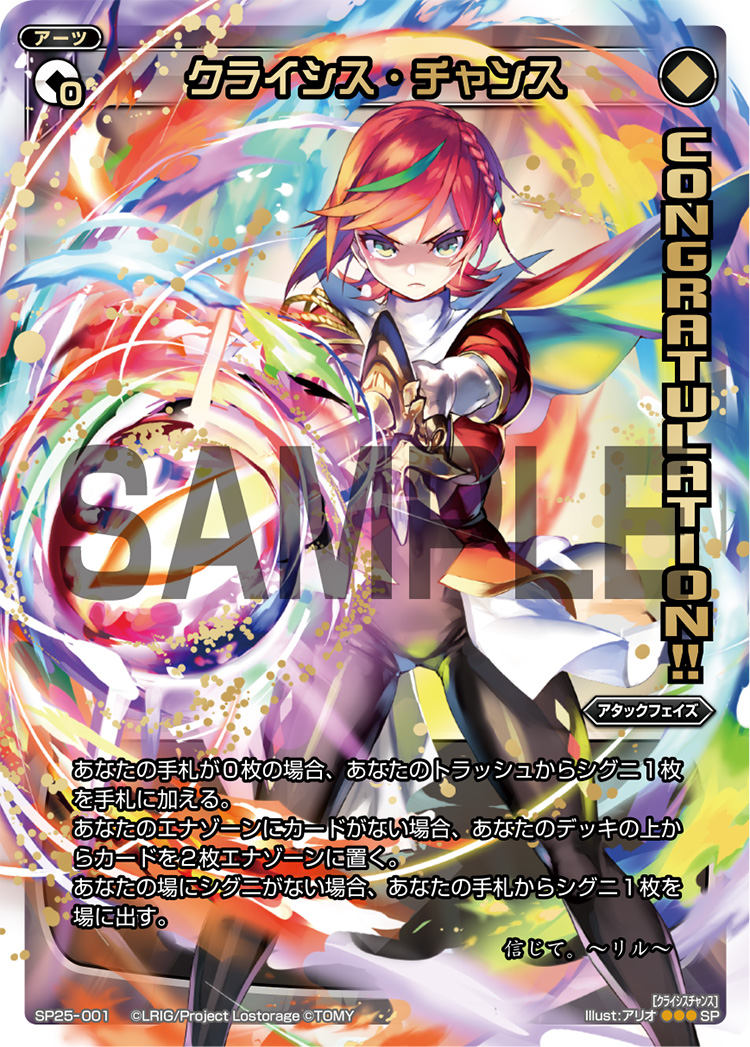 アーツ
0
クライシス・チャンス
CONGRATULATION!!
SAMPLE
アタックフェイズ
あなたの手札が0枚の場合、あなたのトラッシュからシグニ1枚
を手札に加える。
あなたのエナゾーンにカードがない場合、あなたのデッキの上か
らカードを2枚エナゾーンに置く。
あなたの場にシグニがない場合、あなたの手札からシグニ1枚を
場に出す。
信じて。～リル～
[クライシスチャンス]
SP25-001 ©LRIG/Project Lostorage ©TOMY Illust:アリオ SP